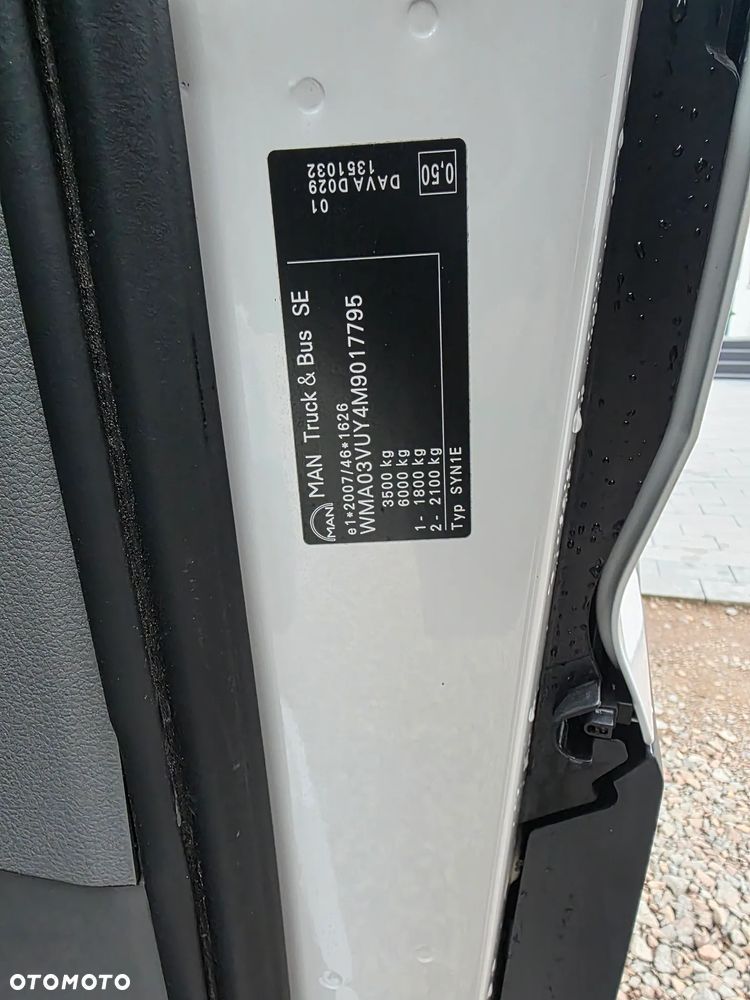 MAN
MAN Truck & Bus SE
e1*2007/46*1626
WMA03VUY4M9017795
3500 kg
6000 kg
1 - 1800 kg
2 - 2100 kg
Typ SYN1E
01
DAVA D029
1351032
0,50
OTOMOTO